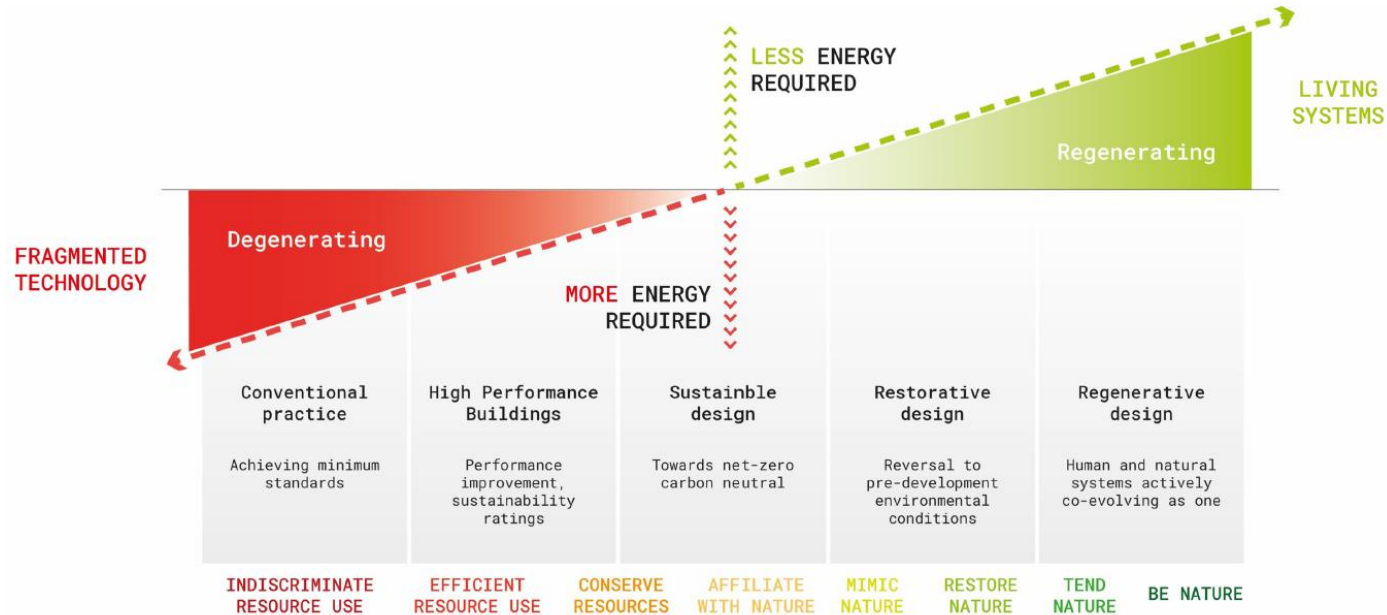 LESS ENERGY
REQUIRED
LIVING
SYSTEMS
Regenerating
Degenerating
FRAGMENTED
TECHNOLOGY
MORE ENERGY
REQUIRED
Conventional
practice
Achieving minimum
standards
High Performance
Buildings
Performance
improvement,
sustainability
ratings
Sustainble
design
Towards net-zero
carbon neutral
Restorative
design
Reversal to
pre-development
environmental
conditions
Regenerative
design
Human and natural
systems actively
co-evolving as one
INDISCRIMINATE
RESOURCE USE
EFFICIENT
RESOURCE USE
CONSERVE
RESOURCES
AFFILIATE
WITH NATURE
MIMIC
NATURE
RESTORE
NATURE
TEND
NATURE
BE NATURE